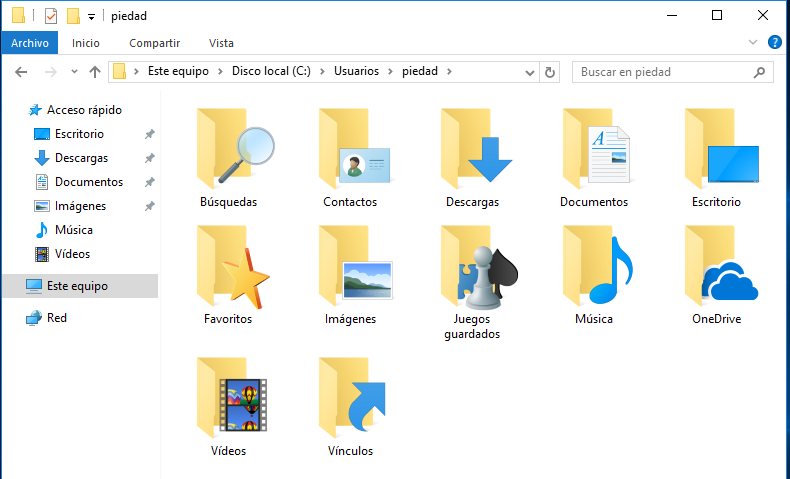 piedad
Archivo Inicio Compartir Vista
Este equipo Disco local (C:) Usuarios piedad
Buscar en piedad
Acceso rápido
Escritorio
Descargas
Documentos
Imágenes
Música
Vídeos
Este equipo
Red
Búsquedas
Contactos
Descargas
Documentos
Escritorio
Favoritos
Imágenes
Juegos
guardados
Música
OneDrive
Vídeos
Vínculos